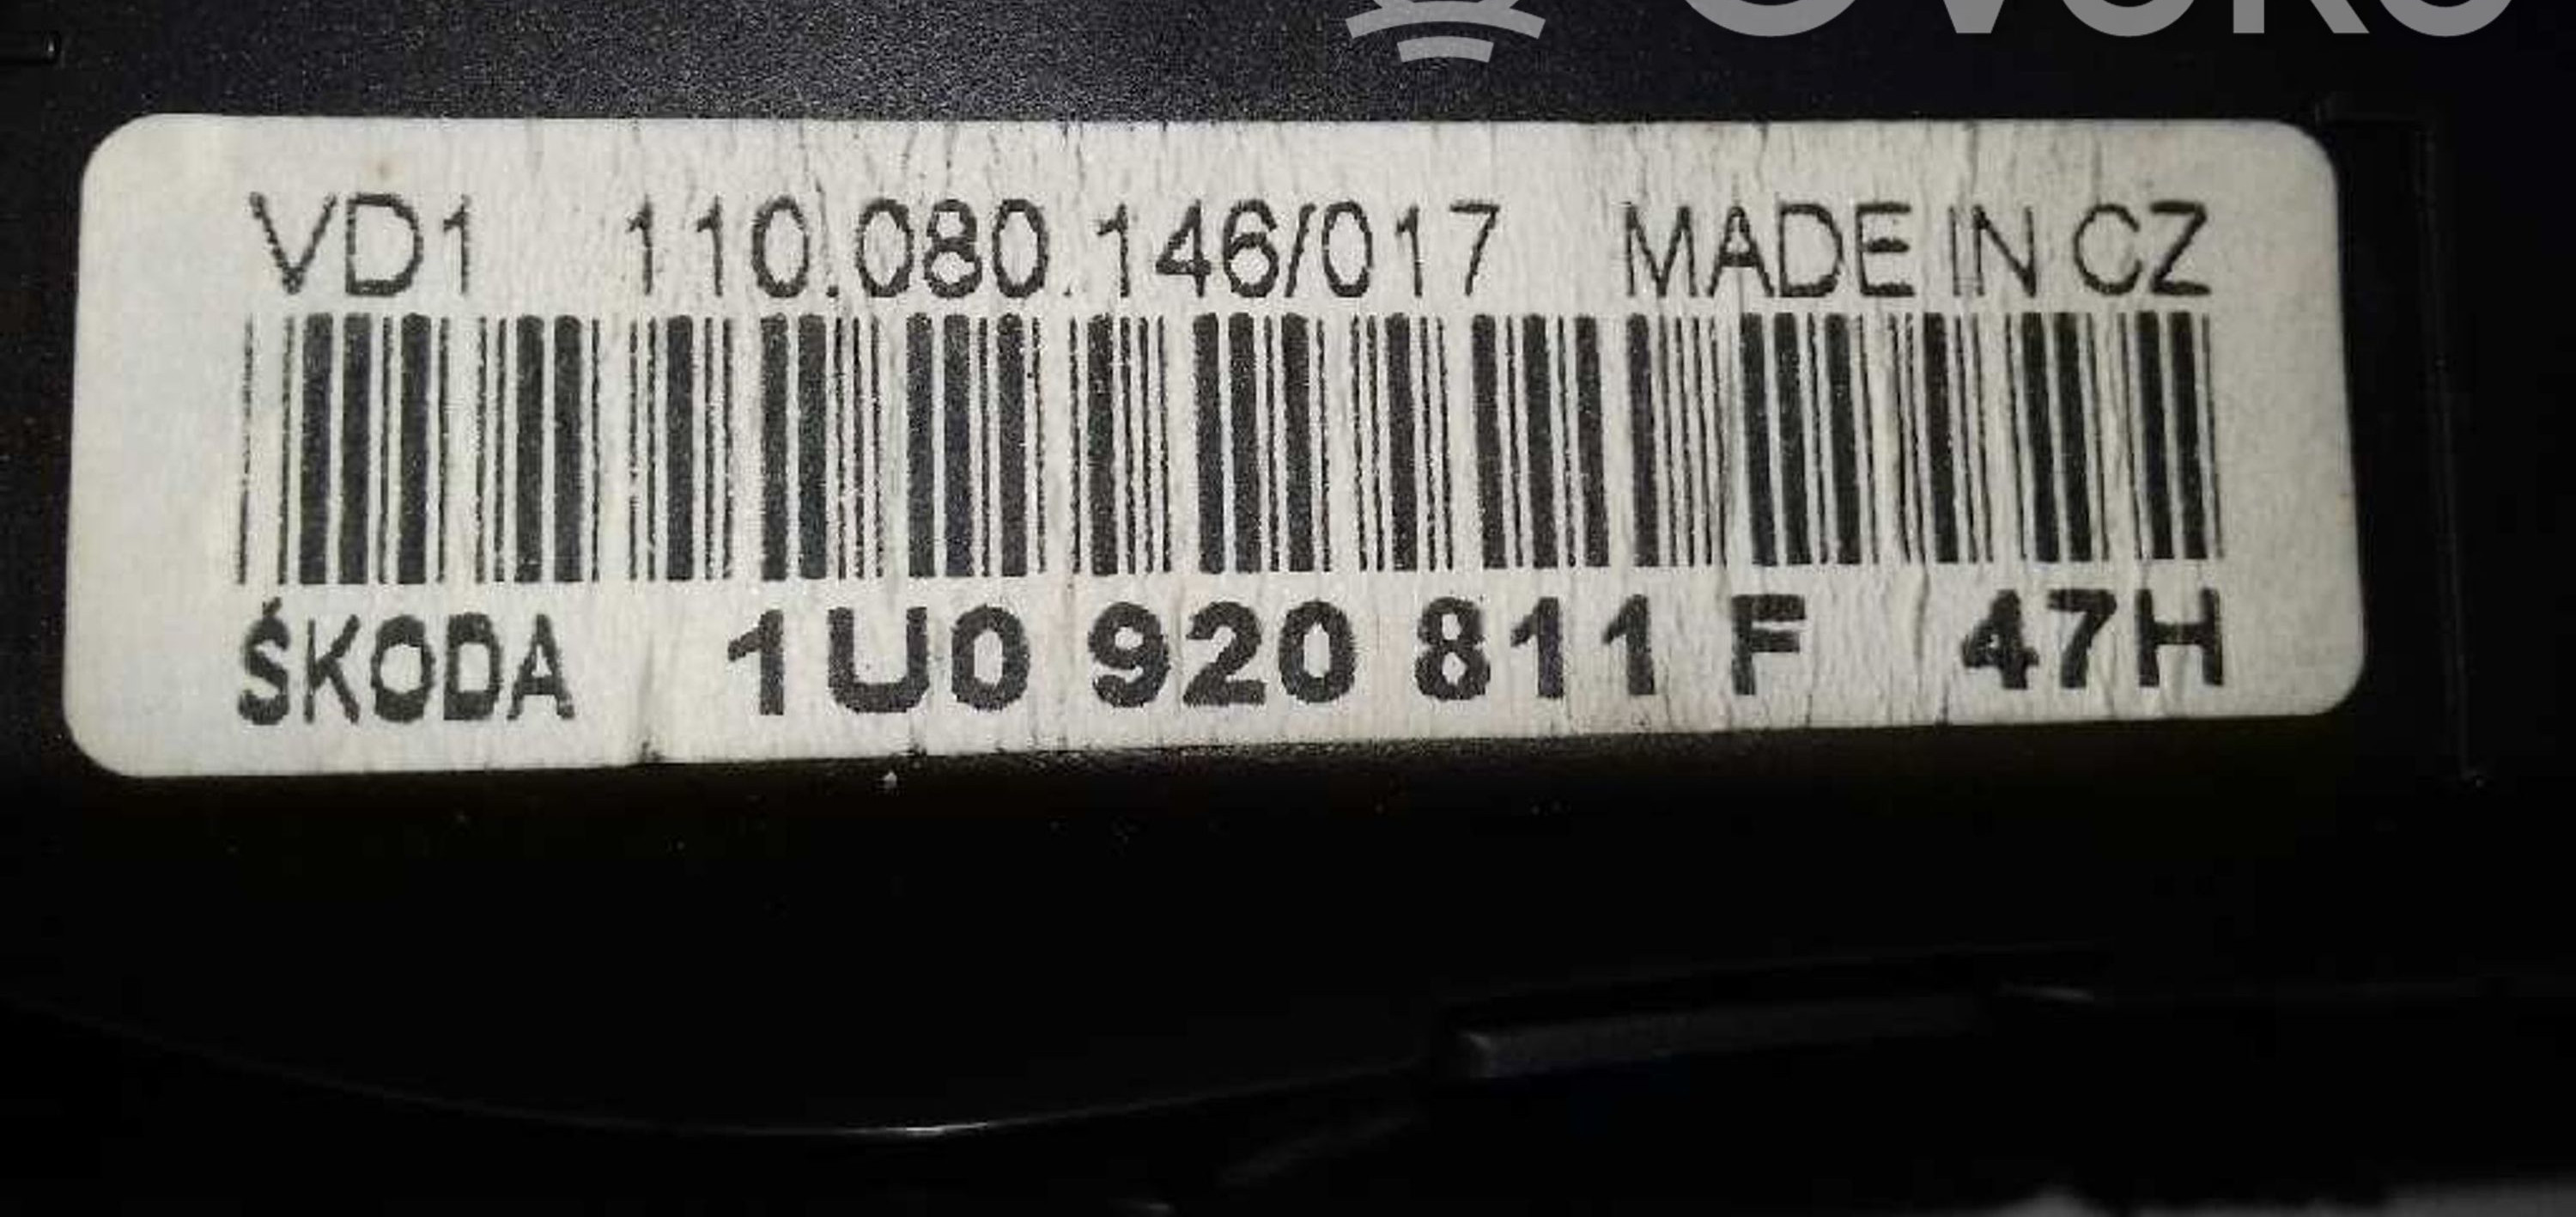 VD1 110.080.146/017 MADE IN CZ
ŠKODA 1U0 920 811 F 47H